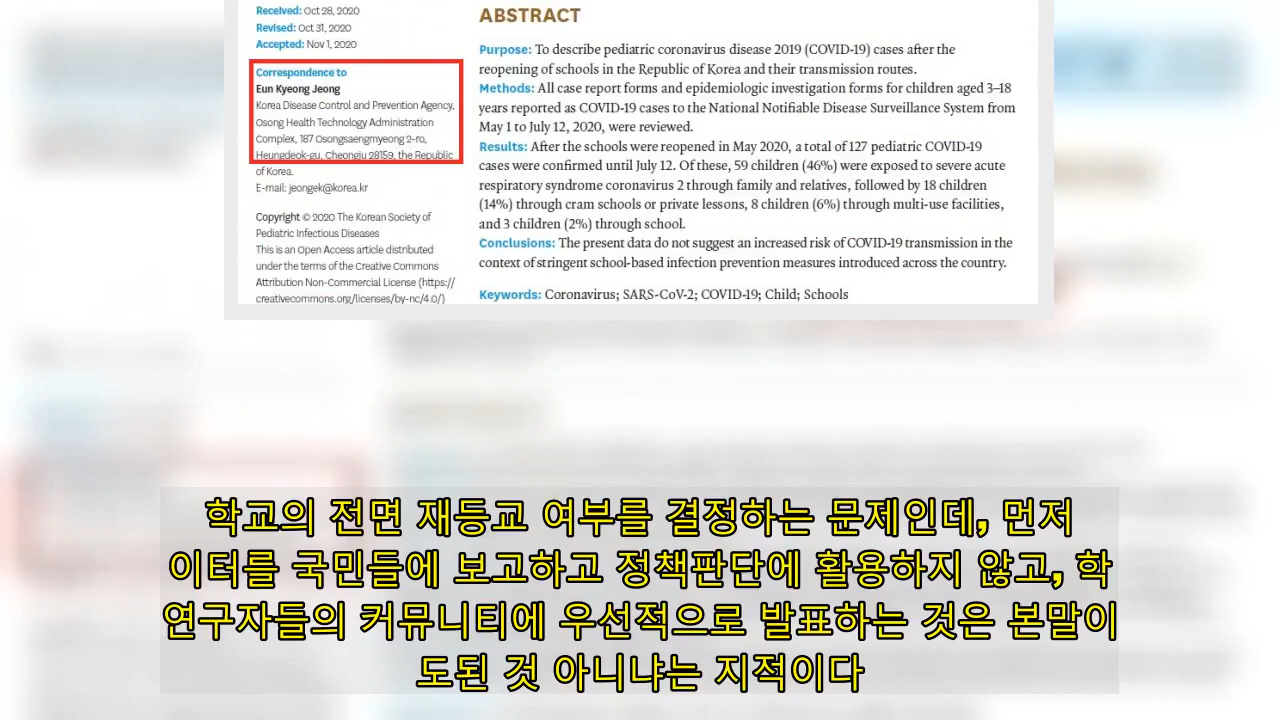 Received: Oct 28, 2020
Revised: Oct 31, 2020
Accepted: Nov 1, 2020
Correspondence to
Eun Kyeong Jeong
Korea Disease Control and Prevention Agency,
Osong Health Technology Administration
Complex, 187 Osongsaengmyeong 2-ro,
Heungdeok-gu, Cheongju 28159, the Republic
of Korea.
E-mail: jeongek@korea.kr
Copyright © 2020 The Korean Society of
Pediatric Infectious Diseases
This is an Open Access article distributed
under the terms of the Creative Commons
Attribution Non-Commercial License (https://
creativecommons.org/licenses/by-nc/4.0/)
ABSTRACT
Purpose: To describe pediatric coronavirus disease 2019 (COVID-19) cases after the
reopening of schools in the Republic of Korea and their transmission routes.
Methods: All case report forms and epidemiologic investigation forms for children aged 3–18
years reported as COVID-19 cases to the National Notifiable Disease Surveillance System from
May 1 to July 12, 2020, were reviewed.
Results: After the schools were reopened in May 2020, a total of 127 pediatric COVID-19
cases were confirmed until July 12. Of these, 59 children (46%) were exposed to severe acute
respiratory syndrome coronavirus 2 through family and relatives, followed by 18 children
(14%) through cram schools or private lessons, 8 children (6%) through multi-use facilities,
and 3 children (2%) through school.
Conclusions: The present data do not suggest an increased risk of COVID-19 transmission in the
context of stringent school-based infection prevention measures introduced across the country.
Keywords: Coronavirus; SARS-CoV-2; COVID-19; Child; Schools
학교의 전면 재등교 여부를 결정하는 문제인데, 먼저
이터를 국민들에 보고하고 정책판단에 활용하지 않고, 학
연구자들의 커뮤니티에 우선적으로 발표하는 것은 본말이
도된 것 아니냐는 지적이다